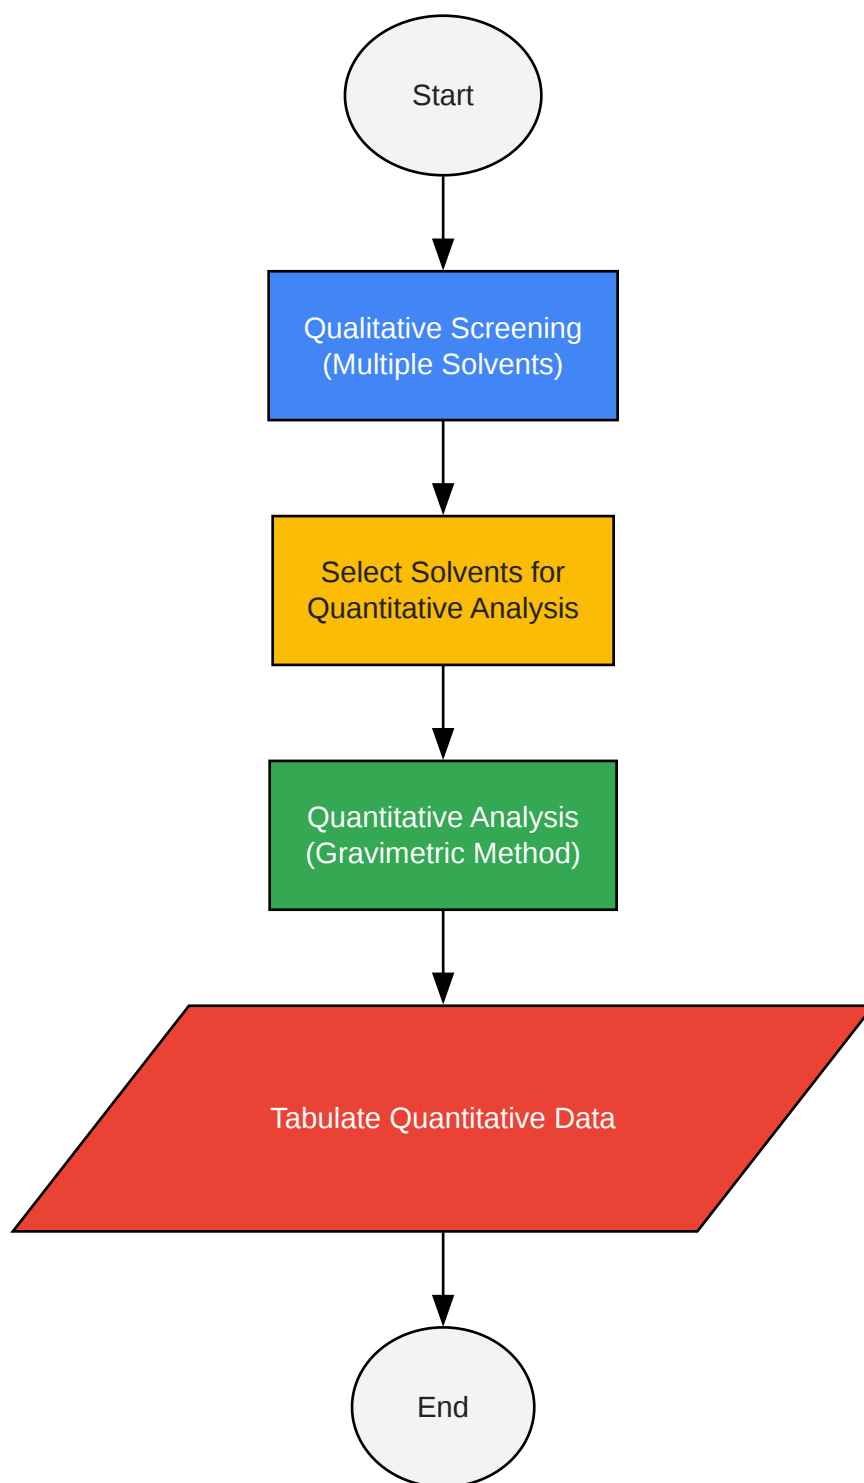 Start
Qualitative Screening
(Multiple Solvents)
Select Solvents for
Quantitative Analysis
Quantitative Analysis
(Gravimetric Method)
Tabulate Quantitative Data
End